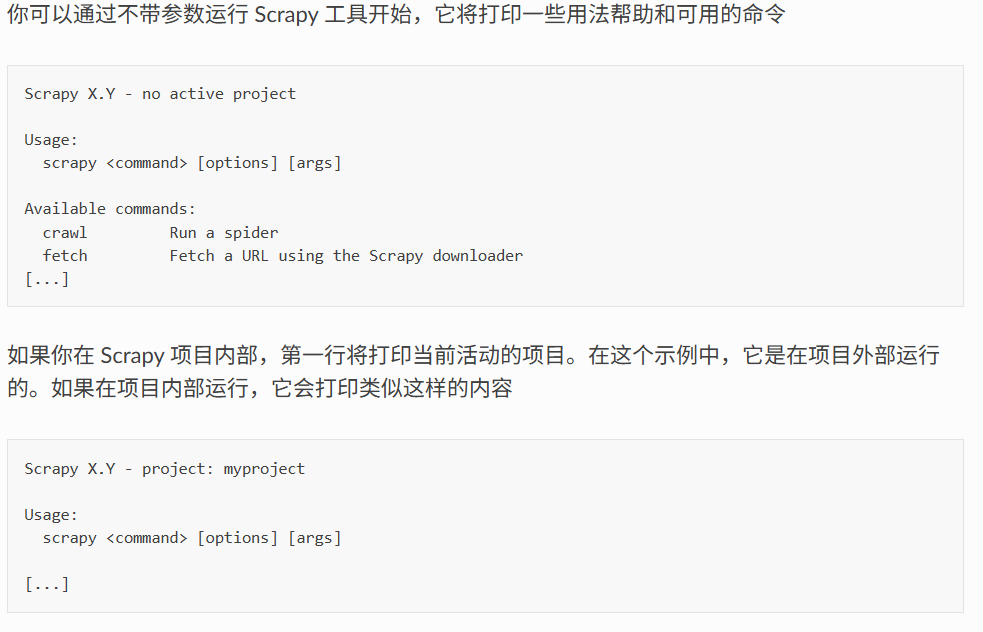 你可以通过不带参数运行 Scrapy 工具开始，它将打印一些用法帮助和可用的命令
Scrapy X.Y - no active project
Usage:
scrapy <command> [options] [args]
Available commands:
crawl         Run a spider
fetch         Fetch a URL using the Scrapy downloader
[...]
如果你在 Scrapy 项目内部，第一行将打印当前活动的项目。在这个示例中，它是在项目外部运行
的。如果在项目内部运行，它会打印类似这样的内容
Scrapy X.Y - project: myproject
Usage:
scrapy <command> [options] [args]
[...]